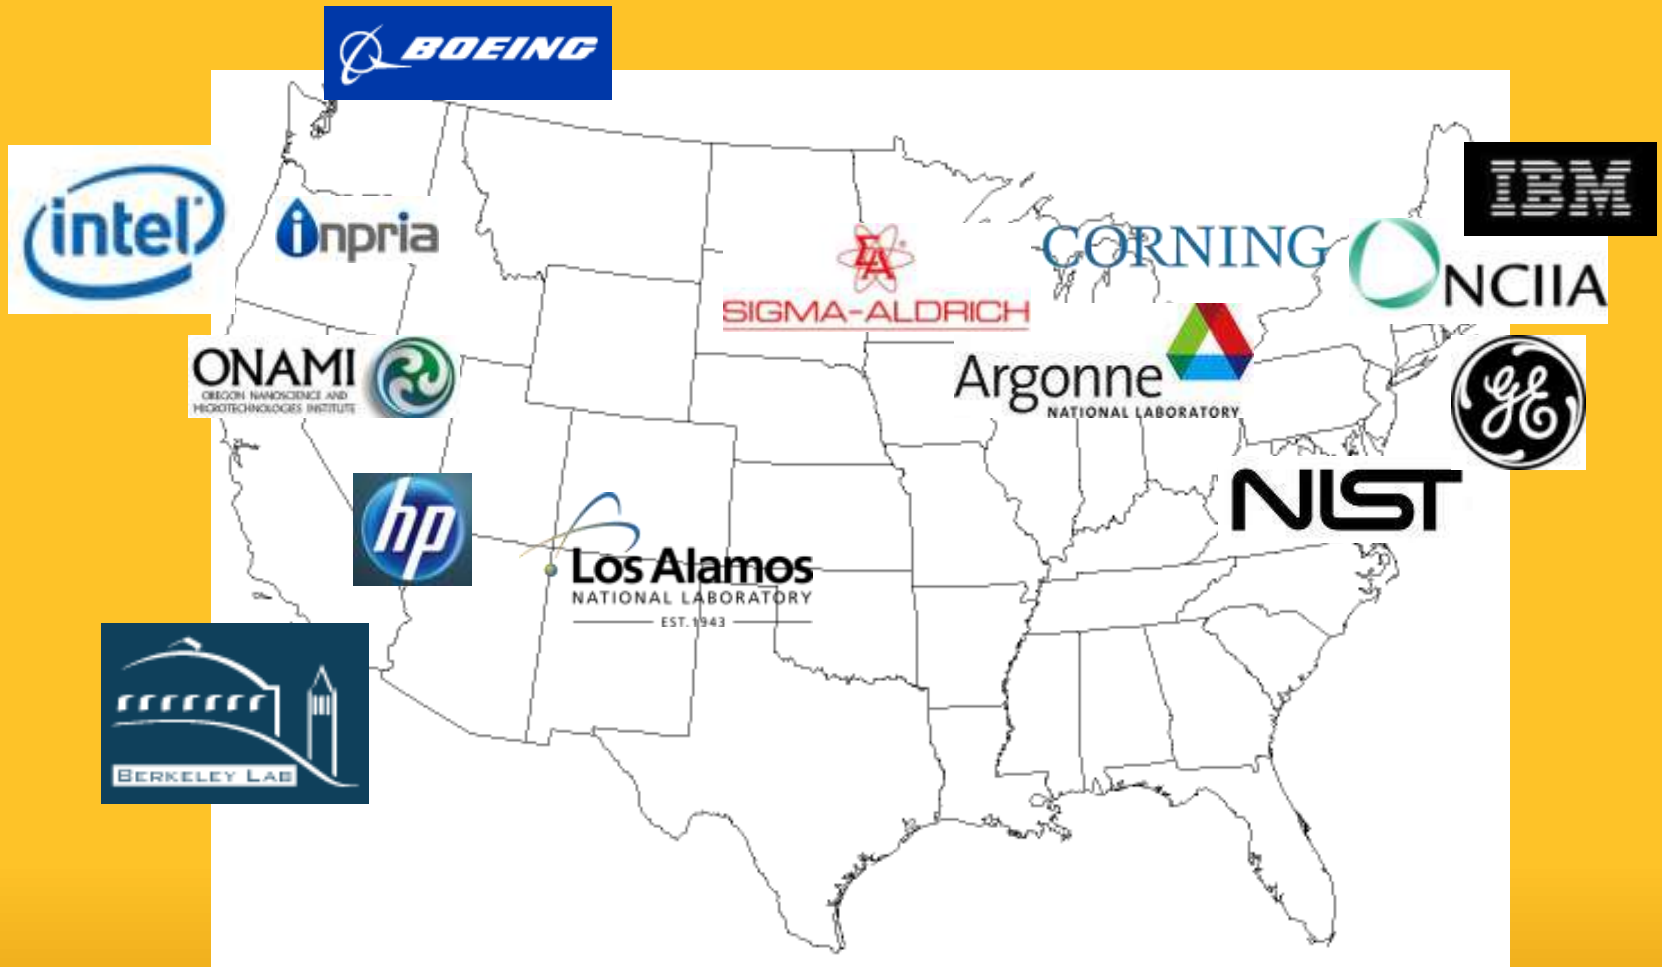 BOEING
intel
inpria
IBM
CORNING
NCIIA
SIGMA-ALDRICH
ONAMI
OREGON NANOSCIENCE AND
MICROTECHNOLOGIES INSTITUTE
Argonne
NATIONAL LABORATORY
GE
NIST
hp
Los Alamos
NATIONAL LABORATORY
EST.1943
BERKELEY LAB